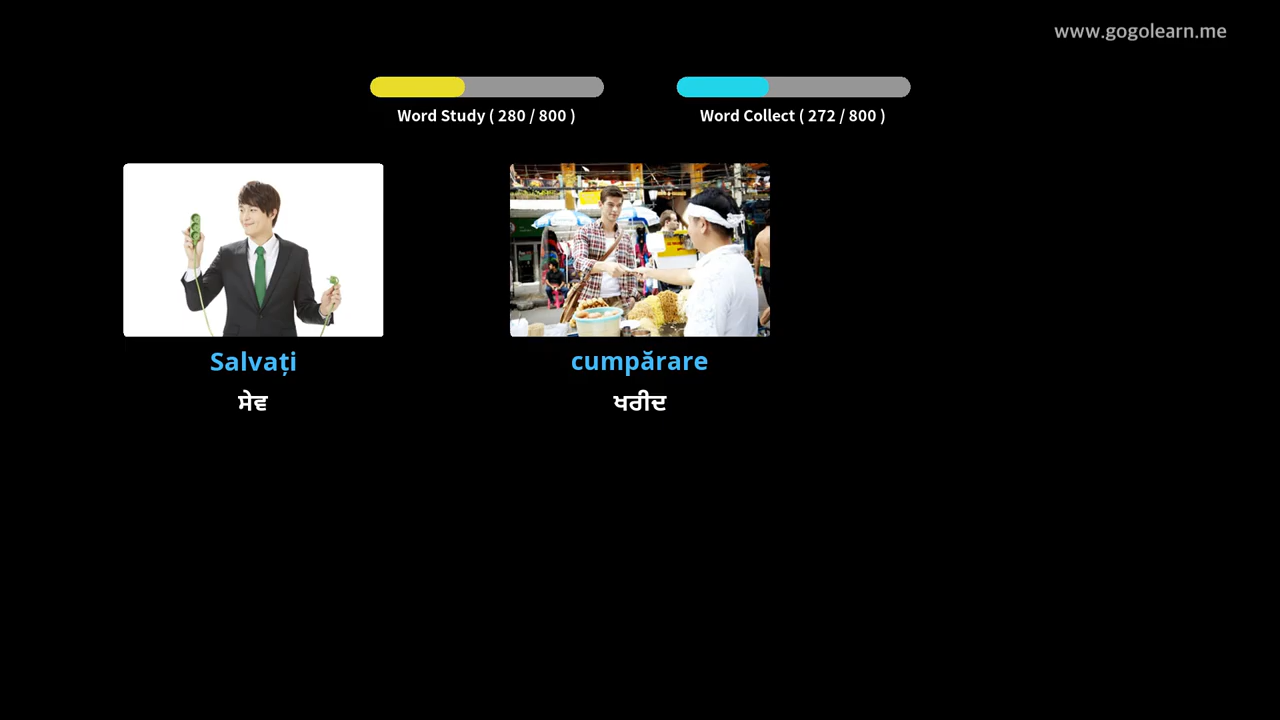 www.gogolearn.me
Word Study ( 280 / 800 )
Word Collect ( 272 / 800 )
Salvați
cumpărare
ਸੇਵ
ਖਰੀਦ